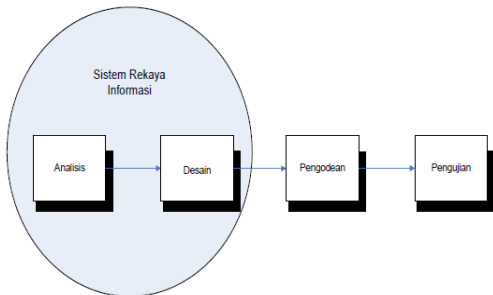 Sistem Rekaya
Informasi
Analisis
Desain
Pengodean
Pengujian